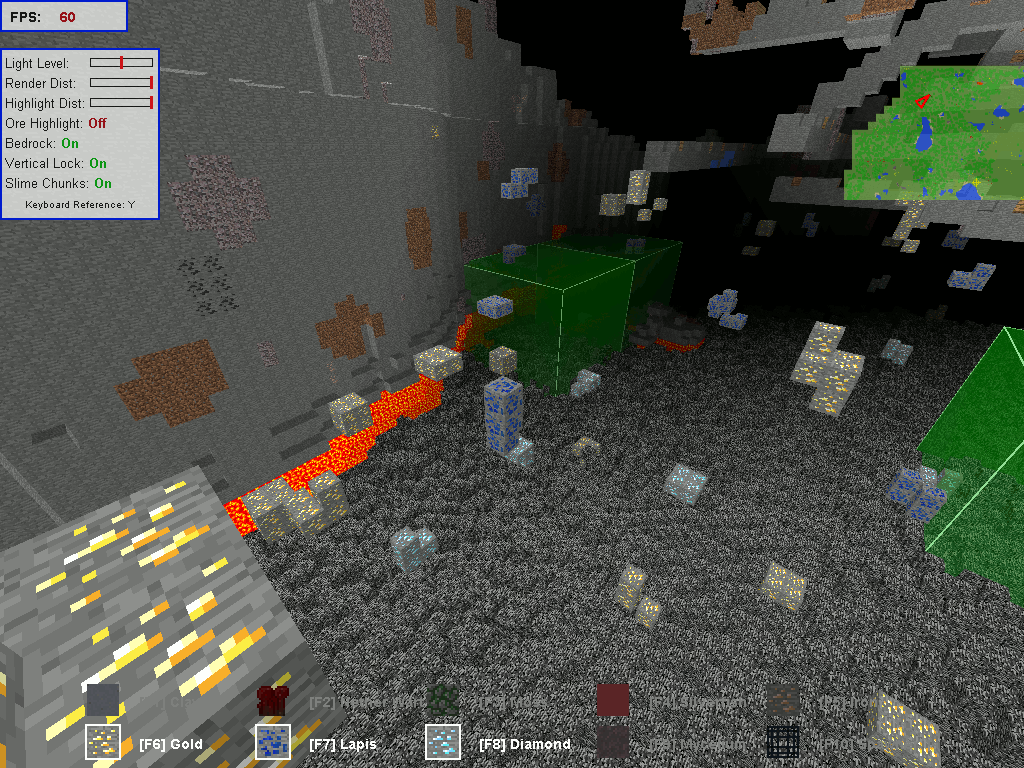 FPS: 60
Light Level:
Render Dist:
Highlight Dist:
Ore Highlight: Off
Bedrock: On
Vertical Lock: On
Slime Chunks: On
Keyboard Reference: Y
[F6] Gold
[F7] Lapis
[F8] Diamond